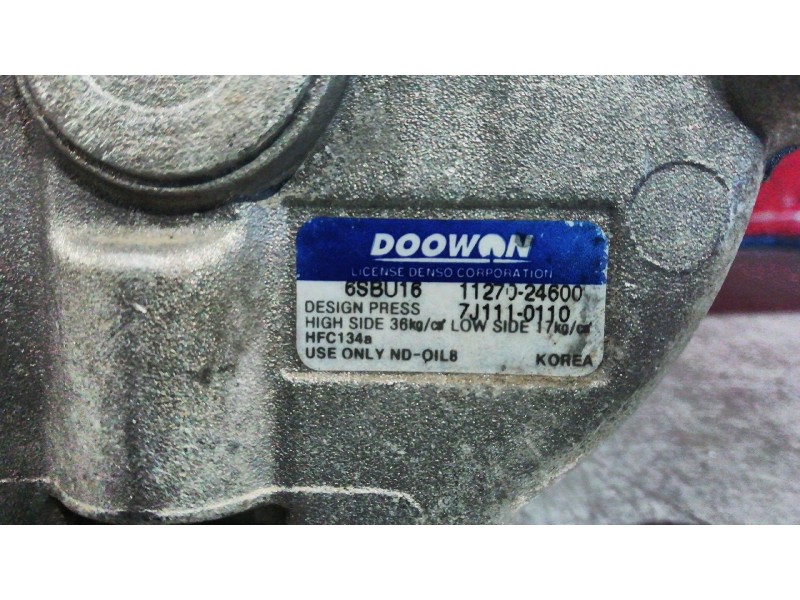 DOOWON
LICENSE DENSO CORPORATION
6SBU16 11270-24600
DESIGN PRESS 7J111-0110
HIGH SIDE 36kg/㎠ LOW SIDE 17kg/㎠
HFC134a
USE ONLY ND-OIL8 KOREA